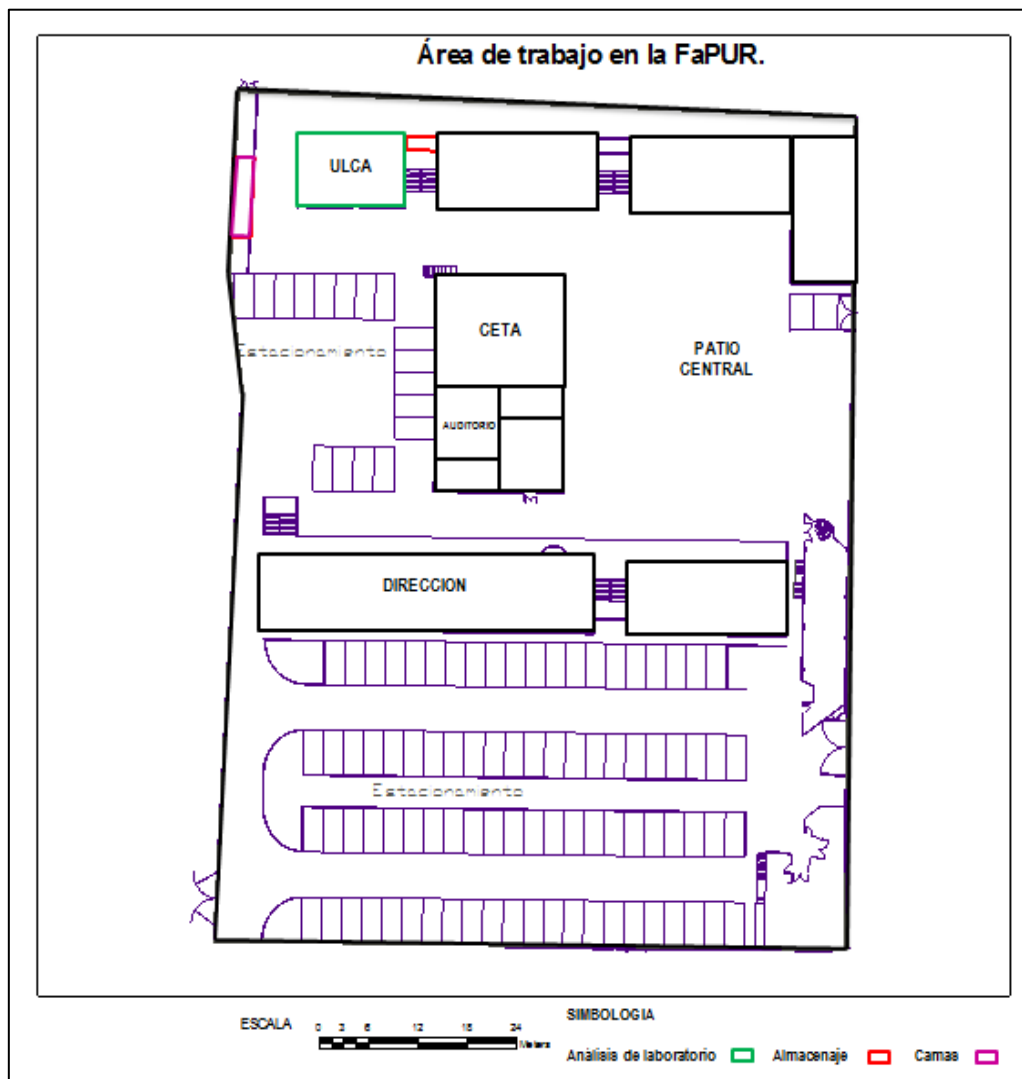 Área de trabajo en la FaPUR.
ULCA
CETA
Estacionamiento
PATIO
CENTRAL
AUDITORIO
DIRECCION
Estacionamiento
SIMBOLOGIA
ESCALA 0 3 6 12 18 24
Meters
Análisis de laboratorio Almacenaje Camas